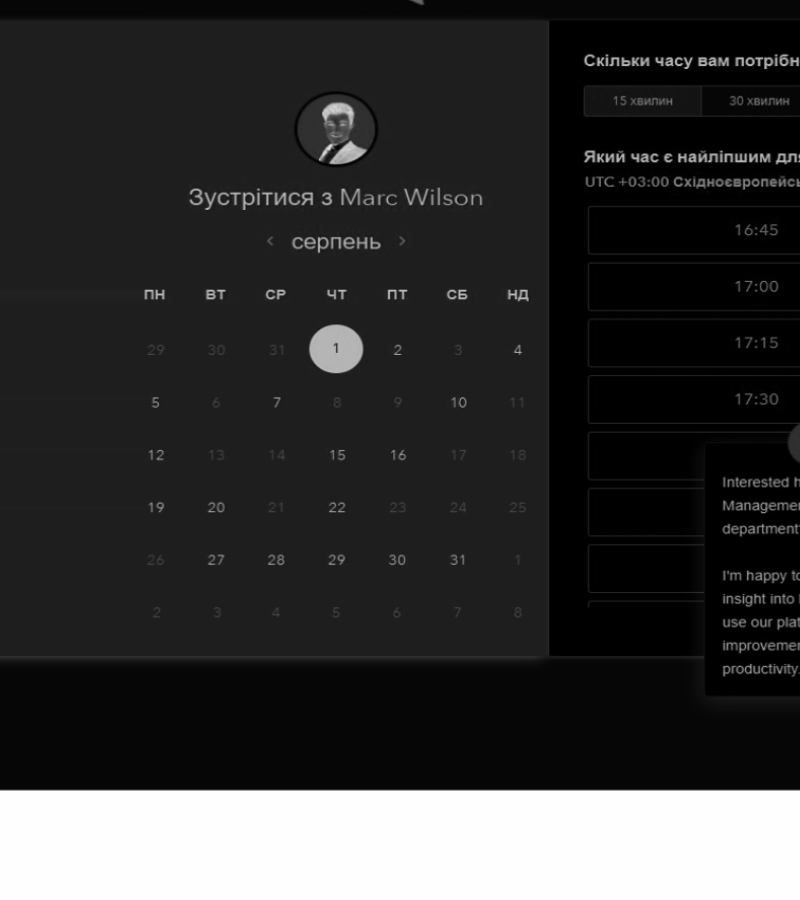 Зустрітися з Marc Wilson
серпень
ПН ВТ СР ЧТ ПТ СБ НД
29 30 31 1 2 3 4
5 6 7 8 9 10 11
12 13 14 15 16 17 18
19 20 21 22 23 24 25
26 27 28 29 30 31 1
2 3 4 5 6 7 8
Скільки часу вам потрібн
15 хвилин 30 хвилин
Який час є найліпшим для
UTC +03:00 Східноєвропейсь
16:45
17:00
17:15
17:30
Interested h
Managemen
department
I'm happy to
insight into
use our plat
improvemen
productivity.